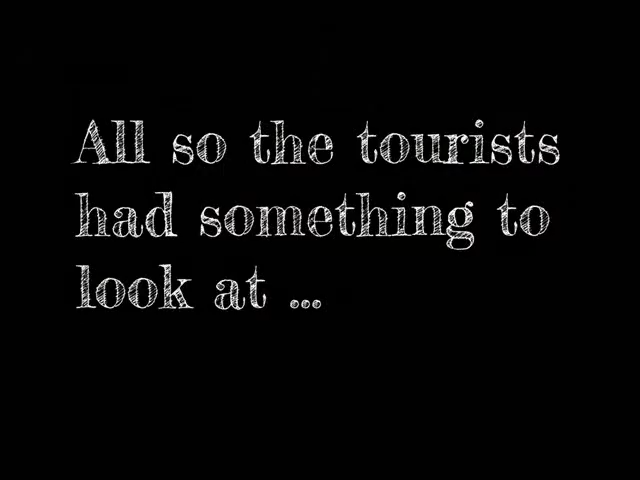 All so the tourists
had something to
look at ...